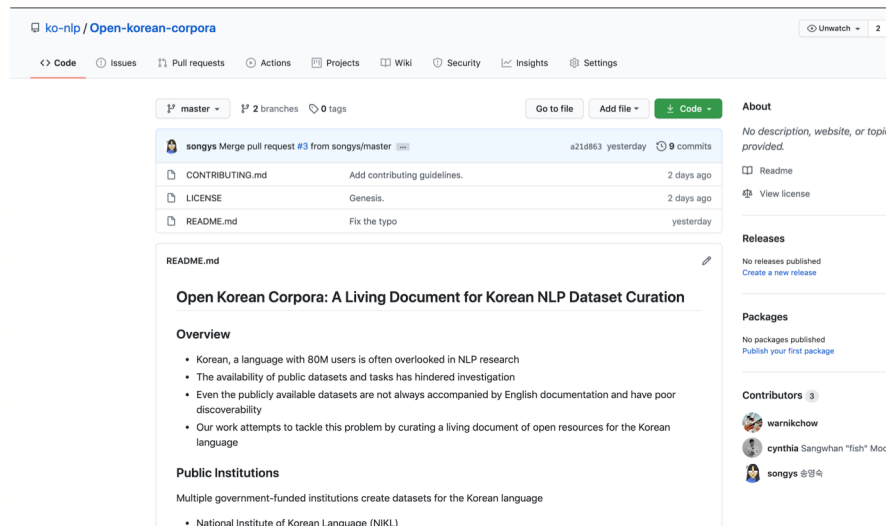 ko-nlp / Open-korean-corpora
Unwatch 2
Code Issues Pull requests Actions Projects Wiki Security Insights Settings
master 2 branches 0 tags Go to file Add file Code
songys Merge pull request #3 from songys/master ... a21d863 yesterday 9 commits
CONTRIBUTING.md Add contributing guidelines. 2 days ago
LICENSE Genesis. 2 days ago
README.md Fix the typo yesterday
README.md
Open Korean Corpora: A Living Document for Korean NLP Dataset Curation
Overview
• Korean, a language with 80M users is often overlooked in NLP research
• The availability of public datasets and tasks has hindered investigation
• Even the publicly available datasets are not always accompanied by English documentation and have poor
discoverability
• Our work attempts to tackle this problem by curating a living document of open resources for the Korean
language
Public Institutions
Multiple government-funded institutions create datasets for the Korean language
• National Institute of Korean Language (NIKL)
About
No description, website, or topi
provided.
Readme
View license
Releases
No releases published
Create a new release
Packages
No packages published
Publish your first package
Contributors 3
warnikchow
cynthia Sangwhan "fish" Moo
songys 송영숙